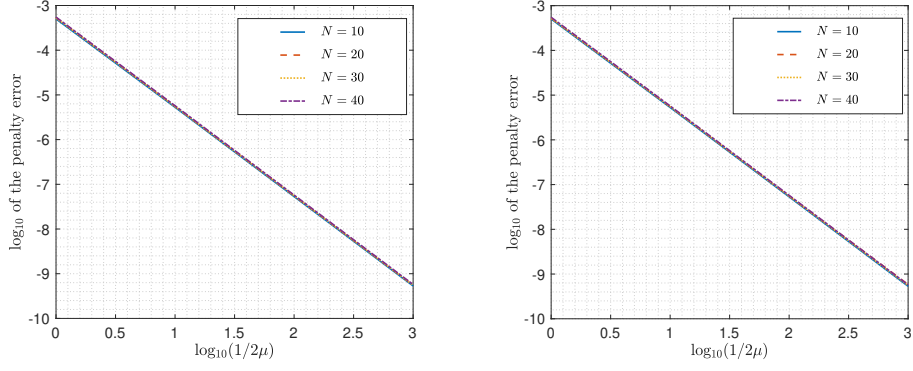 -3
-4
-5
-6
-7
-8
-9
-10
0
0.5
1
1.5
2
2.5
3
log₁₀ of the penalty error
log₁₀(1/2μ)
N = 10
N = 20
N = 30
N = 40
-3
-4
-5
-6
-7
-8
-9
-10
0
0.5
1
1.5
2
2.5
3
log₁₀ of the penalty error
log₁₀(1/2μ)
N = 10
N = 20
N = 30
N = 40